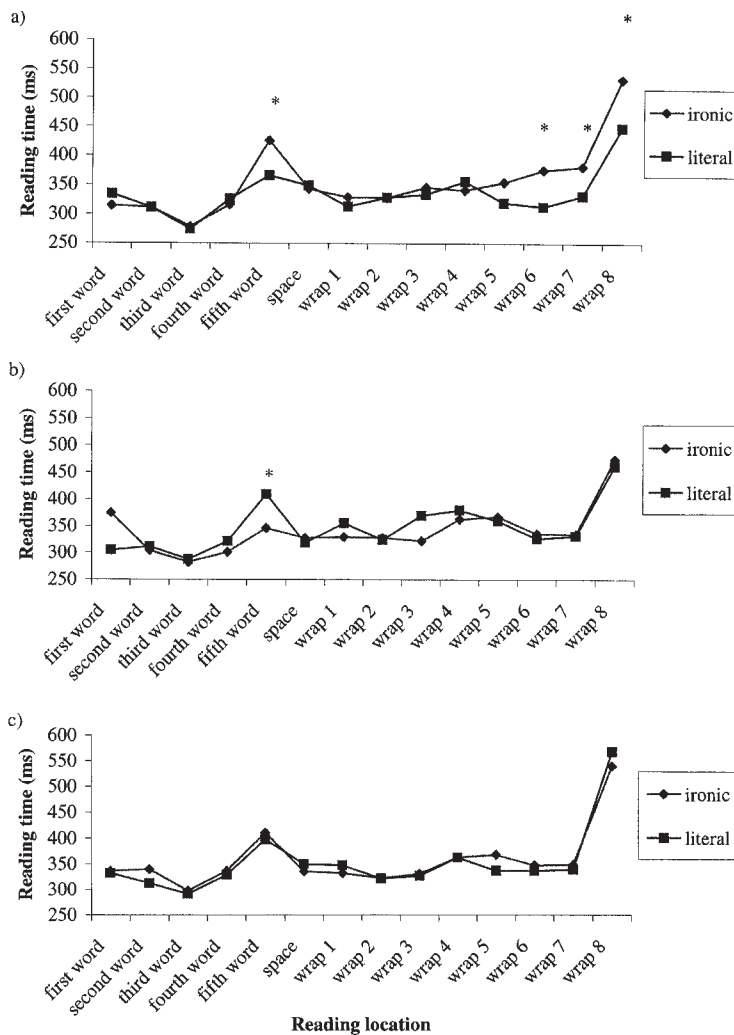 a)
600
550
500
450
400
350
300
250
Reading time (ms)
*
*
*
*
ironic
literal
first word
second word
third word
fourth word
fifth word
space
wrap 1
wrap 2
wrap 3
wrap 4
wrap 5
wrap 6
wrap 7
wrap 8
b)
600
550
500
450
400
350
300
250
Reading time (ms)
*
ironic
literal
first word
second word
third word
fourth word
fifth word
space
wrap 1
wrap 2
wrap 3
wrap 4
wrap 5
wrap 6
wrap 7
wrap 8
c)
600
550
500
450
400
350
300
250
Reading time (ms)
ironic
literal
first word
second word
third word
fourth word
fifth word
space
wrap 1
wrap 2
wrap 3
wrap 4
wrap 5
wrap 6
wrap 7
wrap 8
Reading location